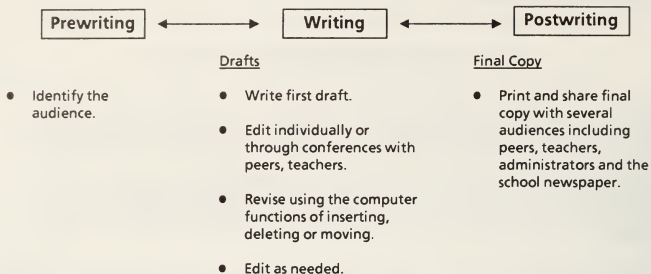 Prewriting
Writing
Postwriting
Identify the
audience.
Drafts
Write first draft.
Edit individually or
through conferences with
peers, teachers.
Revise using the computer
functions of inserting,
deleting or moving.
Edit as needed.
Final Copy
Print and share final
copy with several
audiences including
peers, teachers,
administrators and the
school newspaper.